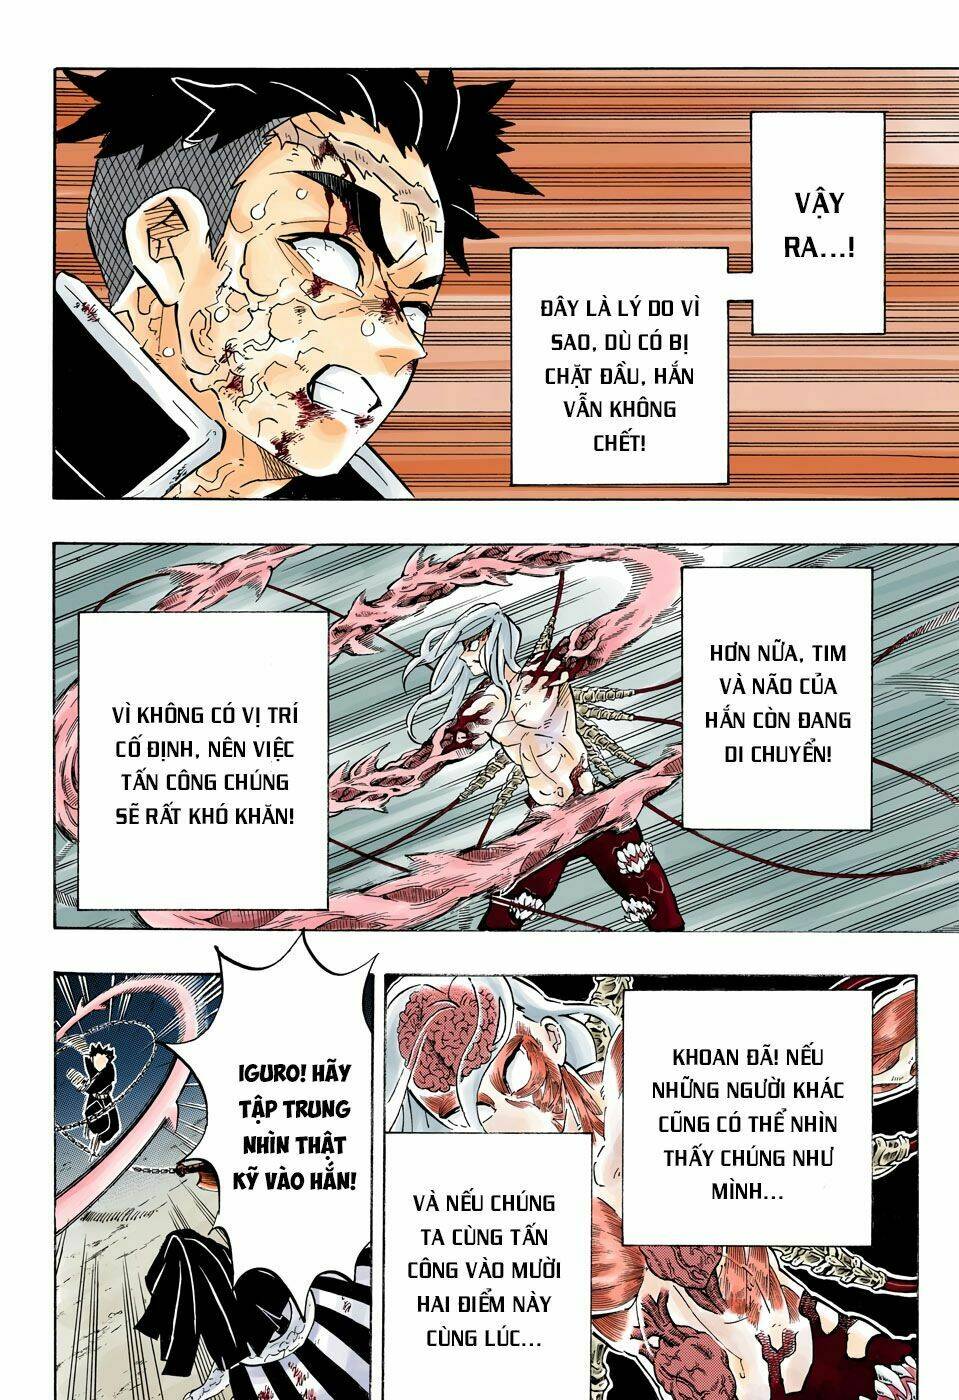 VẬY
RA...!
ĐÂY LÀ LÝ DO VÌ
SAO, DÙ CÓ BỊ
CHẶT ĐẦU, HẮN
VẪN KHÔNG
CHẾT!
HƠN NỮA, TIM
VÀ NÃO CỦA
HẮN CÒN ĐANG
DI CHUYỂN!
VÌ KHÔNG CÓ VỊ TRÍ
CỐ ĐỊNH, NÊN VIỆC
TẤN CÔNG CHÚNG
SẼ RẤT KHÓ KHĂN!
KHOAN ĐÃ! NẾU
NHỮNG NGƯỜI KHÁC
CŨNG CÓ THỂ NHÌN
THẤY CHÚNG NHƯ
MÌNH...
VÀ NẾU CHÚNG
TA CÙNG TẤN
CÔNG VÀO MƯỜI
HAI ĐIỂM NÀY
CÙNG LÚC...
IGURO! HÃY
TẬP TRUNG
NHÌN THẬT
KỸ VÀO HẮN!